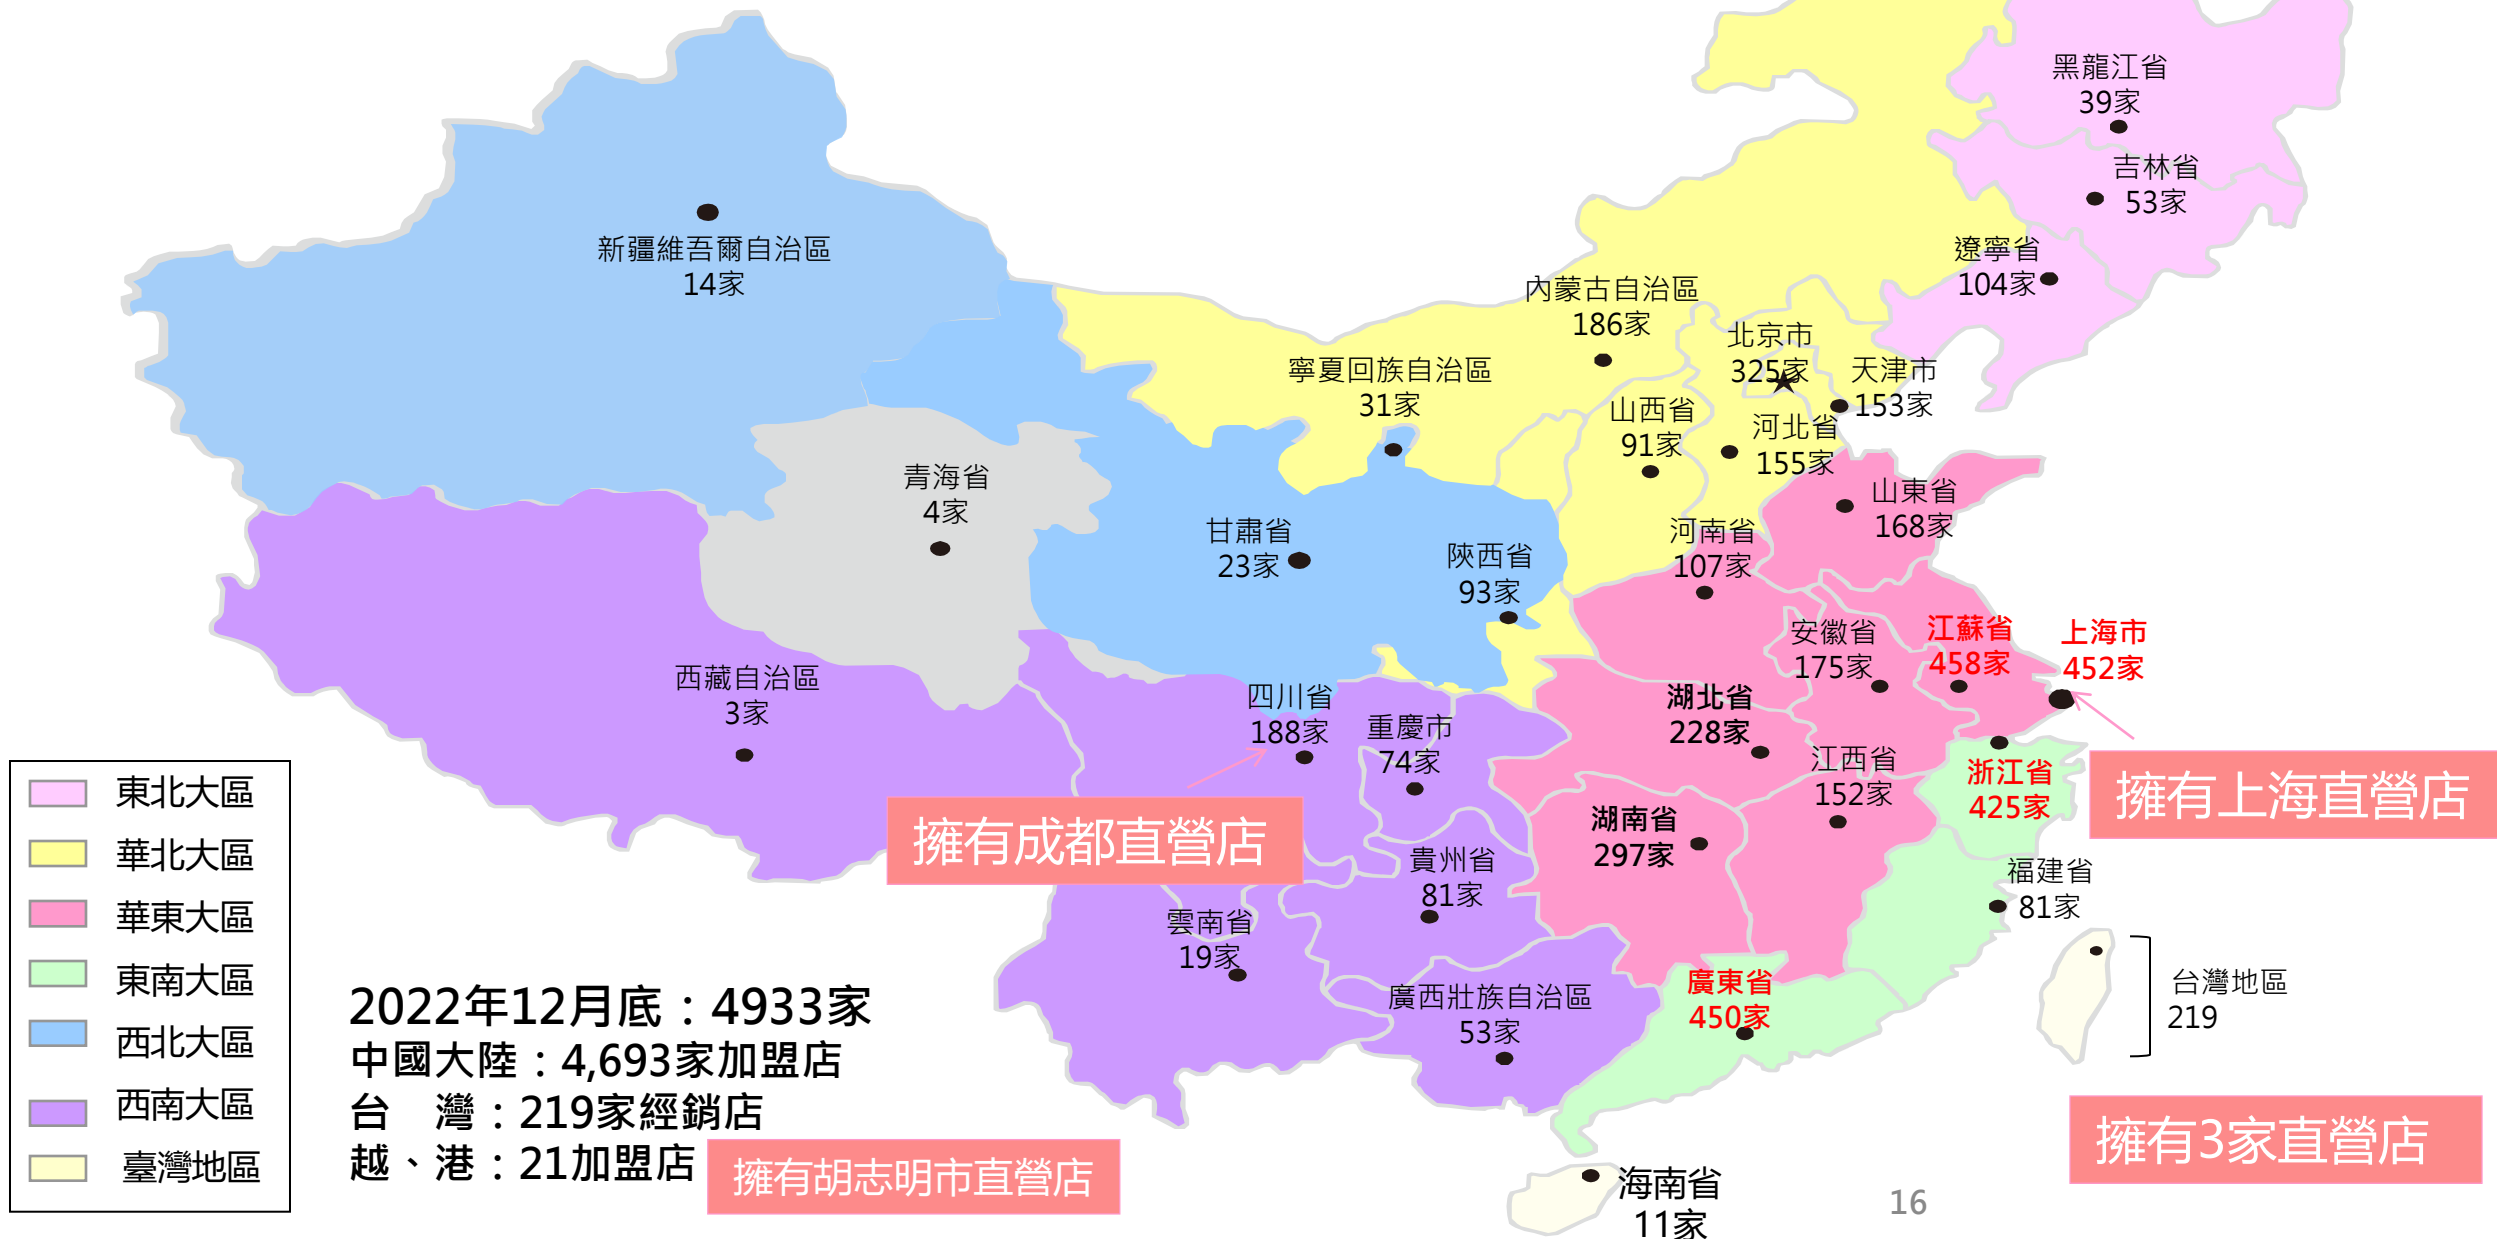 黑龍江省
39家
吉林省
53家
遼寧省
104家
新疆維吾爾自治區
14家
內蒙古自治區
186家
北京市
325家
天津市
153家
寧夏回族自治區
31家
山西省
91家
河北省
155家
青海省
4家
山東省
168家
甘肅省
23家
陝西省
93家
河南省
107家
安徽省
175家
江蘇省
458家
上海市
452家
西藏自治區
3家
四川省
188家
重慶市
74家
湖北省
228家
江西省
152家
浙江省
425家
擁有上海直營店
擁有成都直營店
湖南省
297家
貴州省
81家
福建省
81家
雲南省
19家
廣西壯族自治區
53家
廣東省
450家
台灣地區
219
東北大區
華北大區
華東大區
東南大區
西北大區
西南大區
臺灣地區
2022年12月底：4933家
中國大陸：4,693家加盟店
台　灣：219家經銷店
越、港：21加盟店
擁有胡志明市直營店
擁有3家直營店
海南省
11家
16